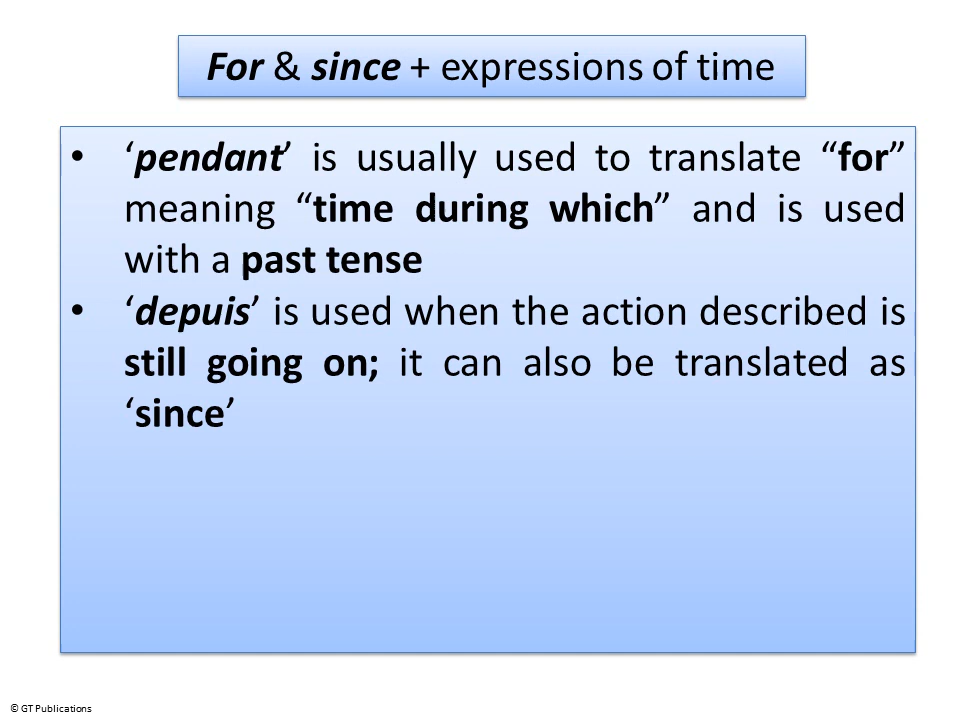 For & since + expressions of time
• ‘pendant’ is usually used to translate “for”
meaning “time during which” and is used
with a past tense
• ‘depuis’ is used when the action described is
still going on; it can also be translated as
‘since’
© GT Publications